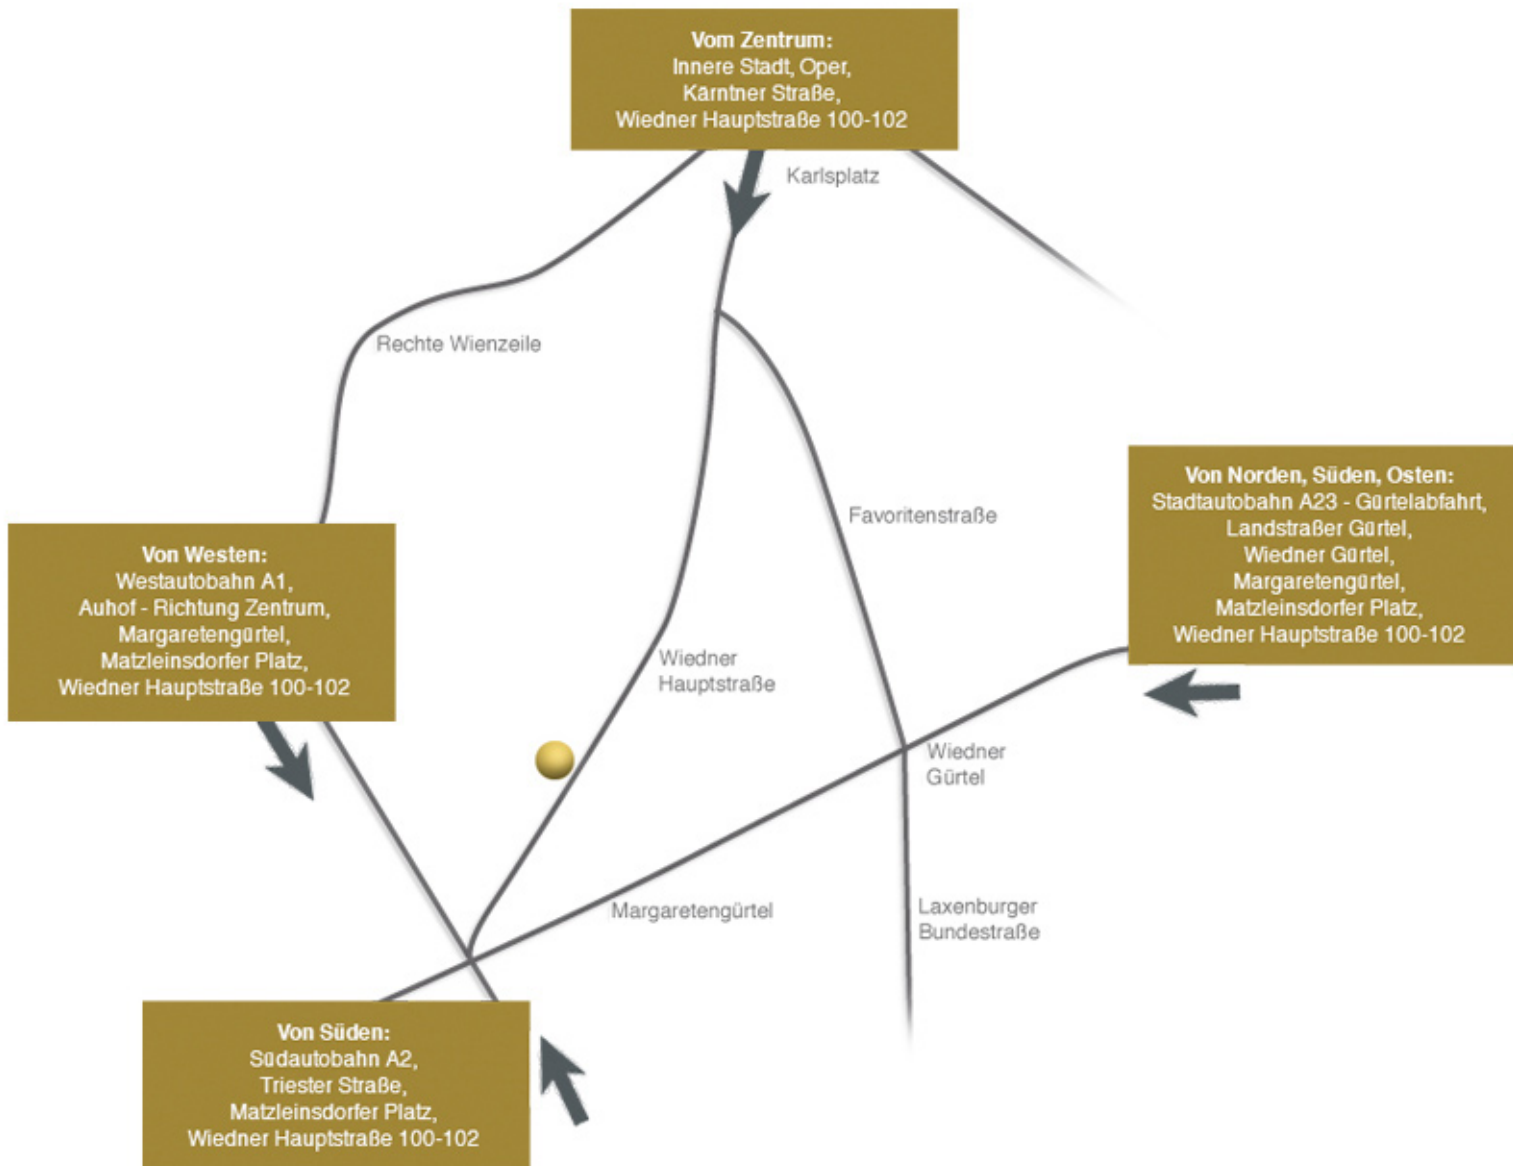 Vom Zentrum:
Innere Stadt, Oper,
Kärntner Straße,
Wiedner Hauptstraße 100-102
Karlsplatz
Rechte Wienzeile
Von Norden, Süden, Osten:
Stadtautobahn A23 - Gürtelabfahrt,
Landstraßer Gürtel,
Wiedner Gürtel,
Margaretengürtel,
Matzleinsdorfer Platz,
Wiedner Hauptstraße 100-102
Favoritenstraße
Von Westen:
Westautobahn A1,
Auhof - Richtung Zentrum,
Margaretengürtel,
Matzleinsdorfer Platz,
Wiedner Hauptstraße 100-102
Wiedner
Hauptstraße
Wiedner
Gürtel
Margaretengürtel
Laxenburger
Bundestraße
Von Süden:
Südautobahn A2,
Triester Straße,
Matzleinsdorfer Platz,
Wiedner Hauptstraße 100-102